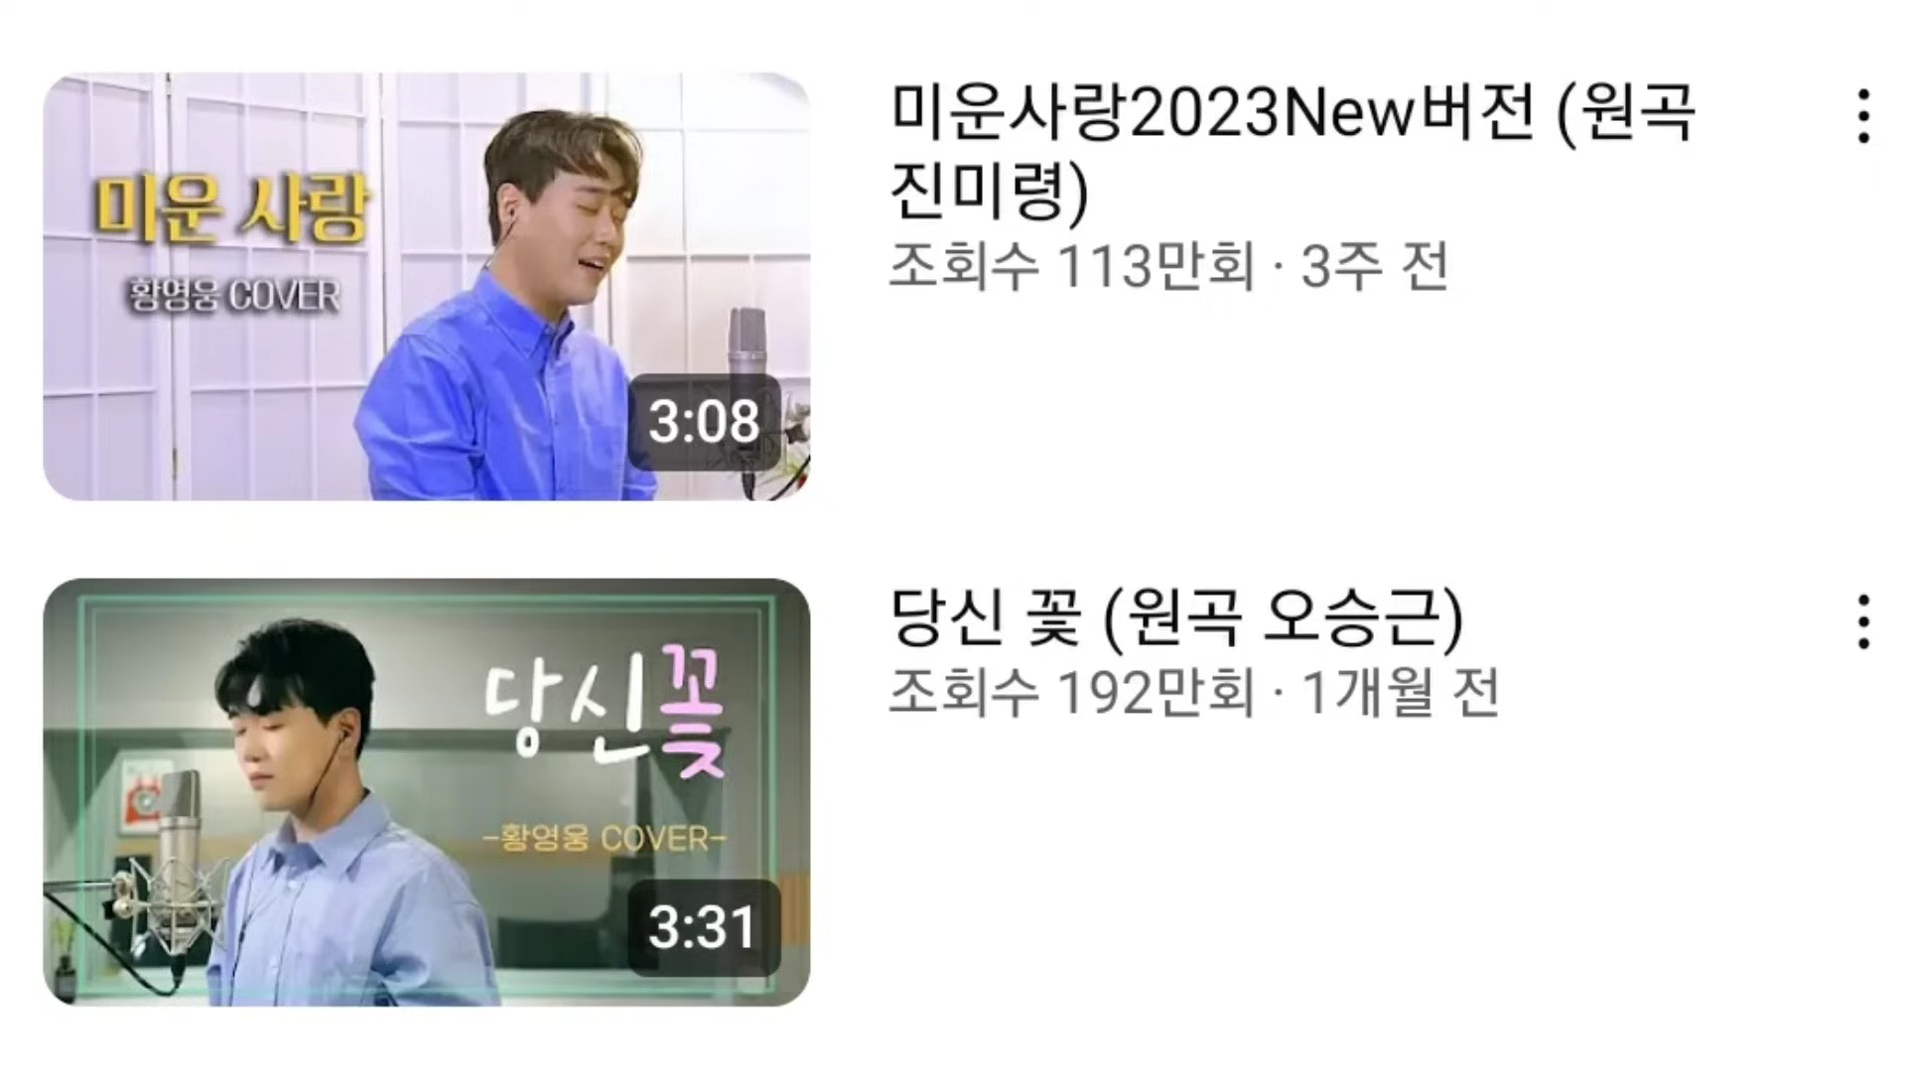 미운 사랑
황영웅 COVER
3:08
미운사랑2023New버전 (원곡
진미령)
조회수 113만회 · 3주 전
당신꽃
-황영웅 COVER-
3:31
당신 꽃 (원곡 오승근)
조회수 192만회 · 1개월 전